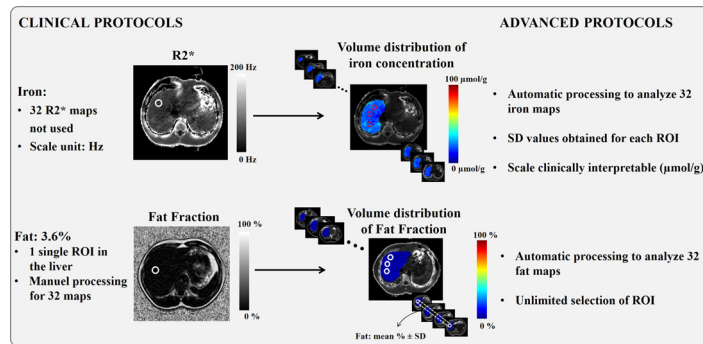 CLINICAL PROTOCOLS
ADVANCED PROTOCOLS
R2*
200 Hz
0 Hz
Iron:
• 32 R2* maps
not used
• Scale unit: Hz
Volume distribution of
iron concentration
100 µmol/g
0 µmol/g
• Automatic processing to analyze 32
iron maps
• SD values obtained for each ROI
• Scale clinically interpretable (µmol/g)
Fat Fraction
100 %
0 %
Fat: 3.6%
• 1 single ROI in
the liver
• Manuel processing
for 32 maps
Volume distribution
of Fat Fraction
100 %
0 %
Fat: mean % ± SD
• Automatic processing to analyze 32
fat maps
• Unlimited selection of ROI